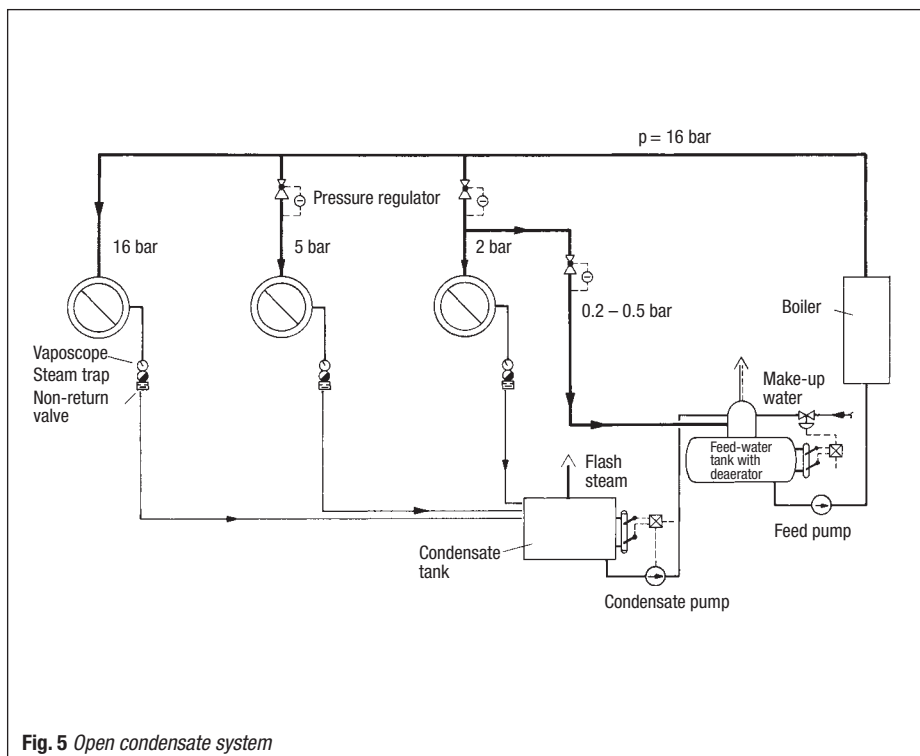 p = 16 bar
Pressure regulator
16 bar
5 bar
2 bar
0.2 – 0.5 bar
Boiler
Vaposcope
Steam trap
Non-return
valve
Make-up
water
Flash
steam
Feed-water
tank with
deaerator
Feed pump
Condensate
tank
Condensate pump
Fig. 5 Open condensate system